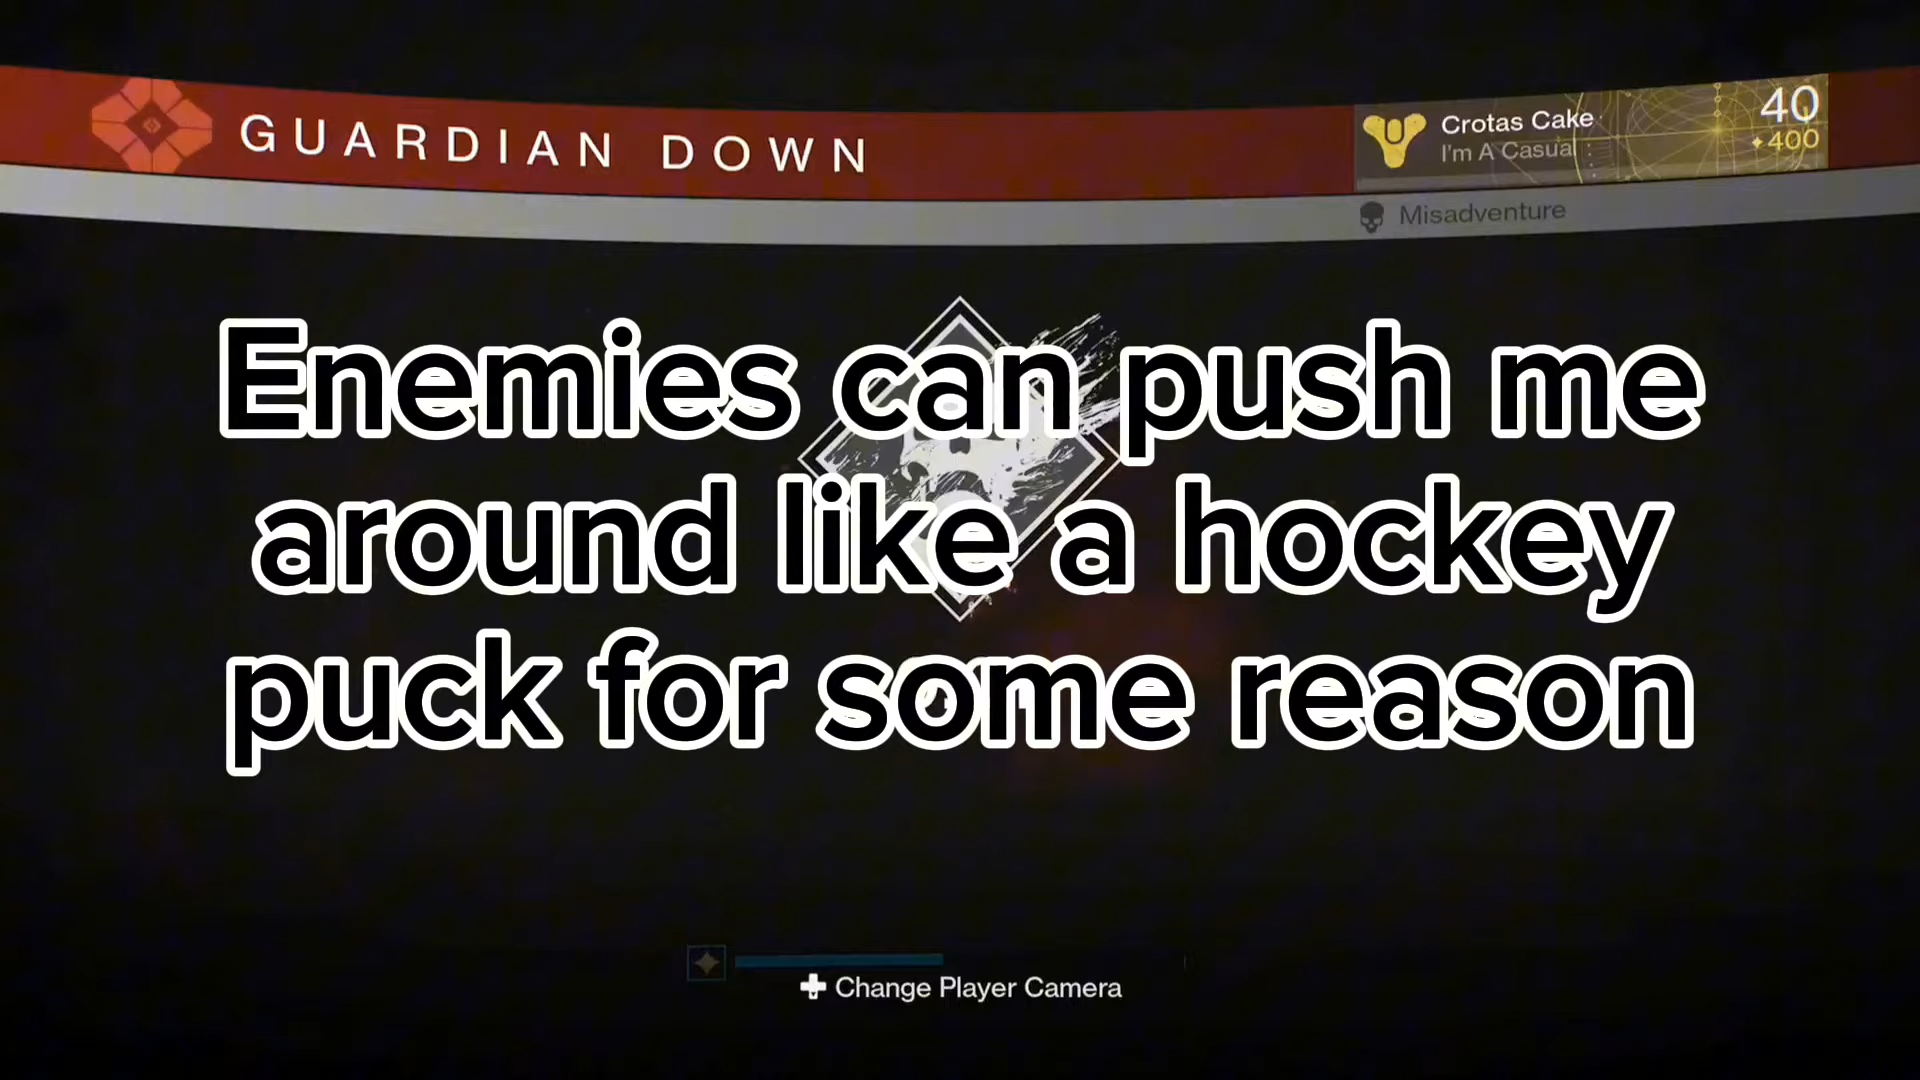 GUARDIAN DOWN
Crotas Cake
40
I'm A Casual
400
Misadventure
Enemies can push me
around like a hockey
puck for some reason
Change Player Camera